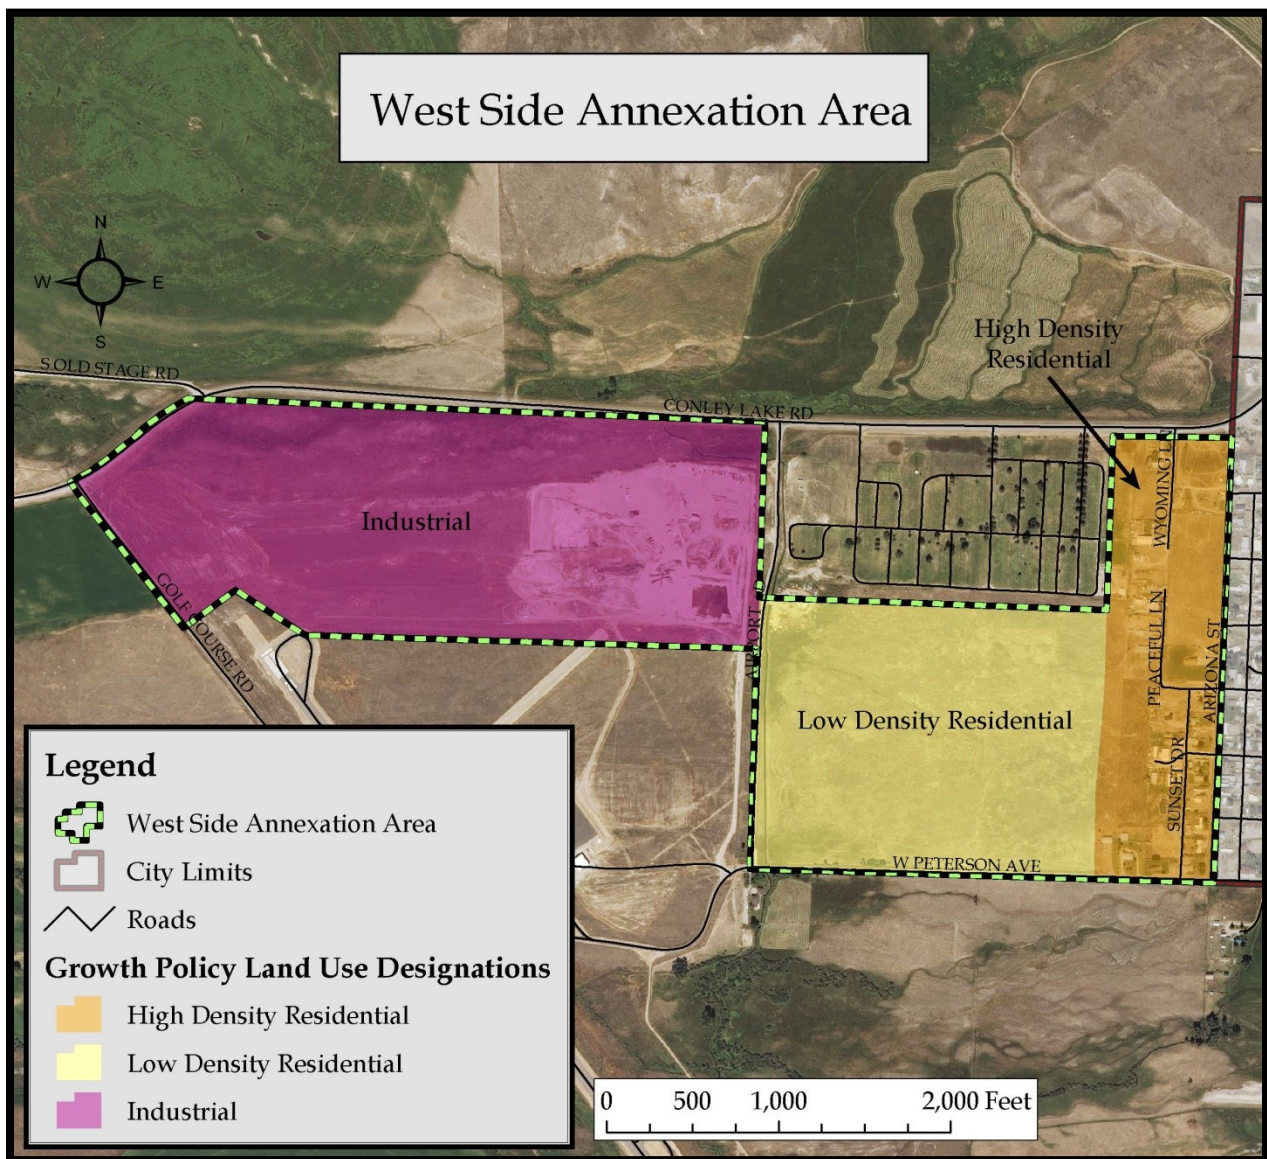 West Side Annexation Area
N
W
E
S
High Density
Residential
S OLD STAGE RD
CONLEY LAKE RD
WYOMING LN
Industrial
GOLF COURSE RD
AIRPORT
PEACEFUL LN
ARIZONA ST
Low Density Residential
SUNSET DR
W PETERSON AVE
Legend
West Side Annexation Area
City Limits
Roads
Growth Policy Land Use Designations
High Density Residential
Low Density Residential
Industrial
0 500 1,000 2,000 Feet